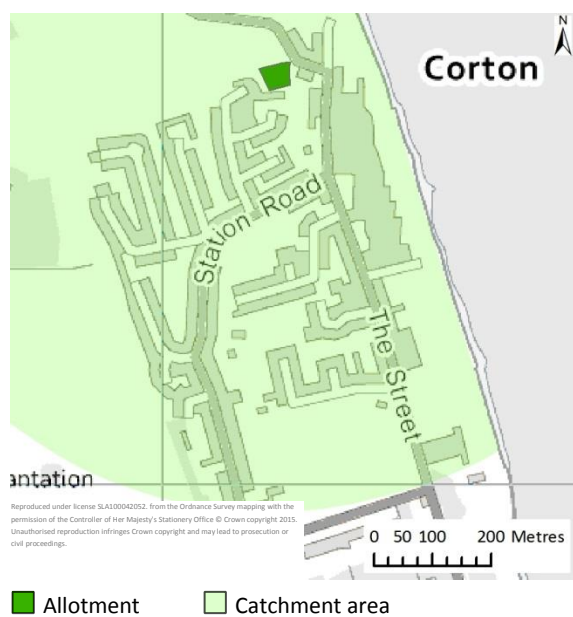 N
Corton
Station Road
The Street
antation
Reproduced under license SLA100042052. from the Ordnance Survey mapping with the
permission of the Controller of Her Majesty's Stationery Office © Crown copyright 2015.
Unauthorised reproduction infringes Crown copyright and may lead to prosecution or
civil proceedings.
0 50 100 200 Metres
Allotment Catchment area